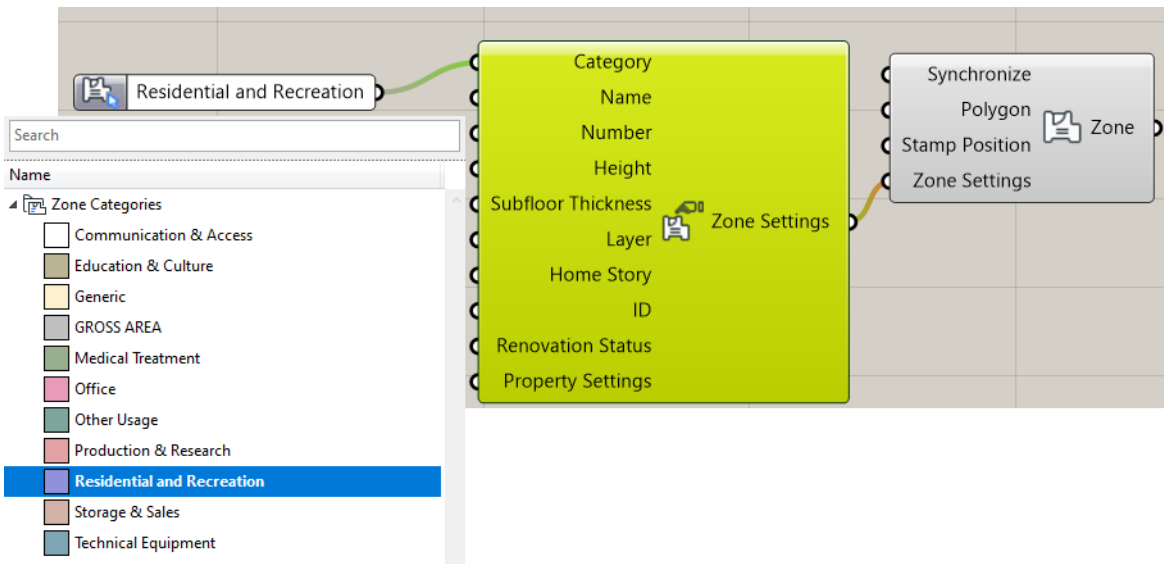 Residential and Recreation
Category
Name
Number
Height
Subfloor Thickness
Layer
Home Story
ID
Renovation Status
Property Settings
Zone Settings
Synchronize
Polygon
Stamp Position
Zone Settings
Zone
Search
Name
Zone Categories
Communication & Access
Education & Culture
Generic
GROSS AREA
Medical Treatment
Office
Other Usage
Production & Research
Residential and Recreation
Storage & Sales
Technical Equipment